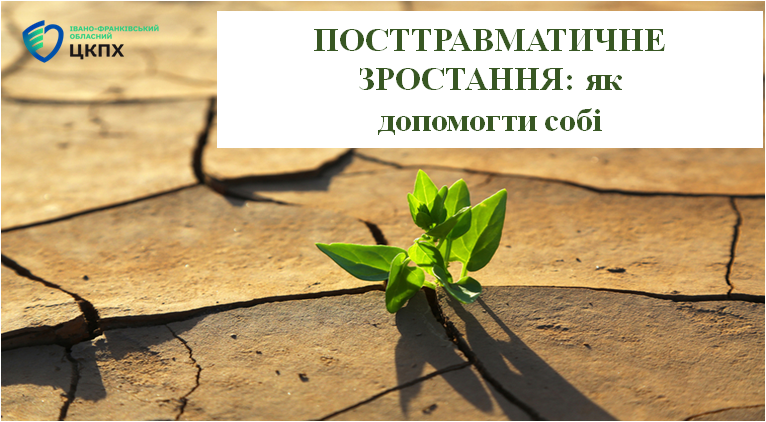 ІВАНО-ФРАНКІВСЬКИЙ
ОБЛАСНИЙ
ЦКПХ
ПОСТТРАВМАТИЧНЕ
ЗРОСТАННЯ: як
допомогти собі